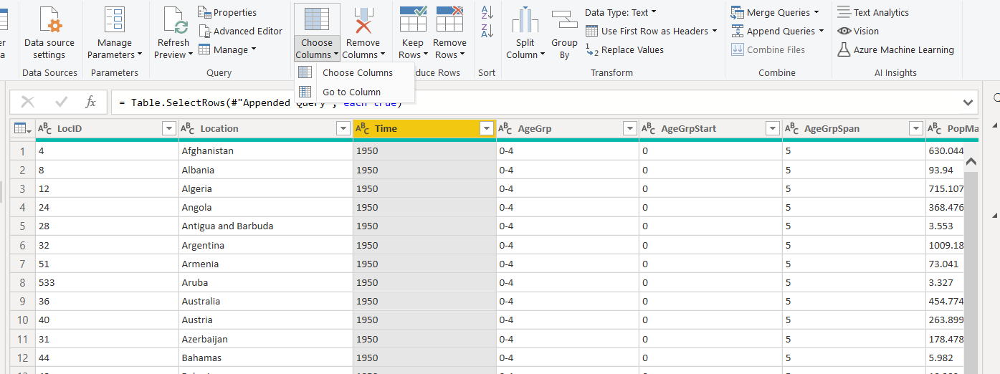 Properties
Advanced Editor
Manage
Data source
settings
Manage
Parameters
Refresh
Preview
Choose
Columns
Remove
Columns
Keep
Rows
Remove
Rows
Split
Column
Group
By
Data Type: Text
Use First Row as Headers
Replace Values
Merge Queries
Append Queries
Combine Files
Text Analytics
Vision
Azure Machine Learning
Data Sources
Parameters
Query
Choose Columns
Go to Column
duce Rows
Sort
Transform
Combine
AI Insights
fx = Table.SelectRows(#"Appended Query", each true)
LocID Location Time AgeGrp AgeGrpStart AgeGrpSpan PopMa
1 4 Afghanistan 1950 0-4 0 5 630.044
2 8 Albania 1950 0-4 0 5 93.94
3 12 Algeria 1950 0-4 0 5 715.107
4 24 Angola 1950 0-4 0 5 368.476
5 28 Antigua and Barbuda 1950 0-4 0 5 3.553
6 32 Argentina 1950 0-4 0 5 1009.18
7 51 Armenia 1950 0-4 0 5 73.041
8 533 Aruba 1950 0-4 0 5 3.327
9 36 Australia 1950 0-4 0 5 454.774
10 40 Austria 1950 0-4 0 5 263.899
11 31 Azerbaijan 1950 0-4 0 5 178.478
12 44 Bahamas 1950 0-4 0 5 5.982